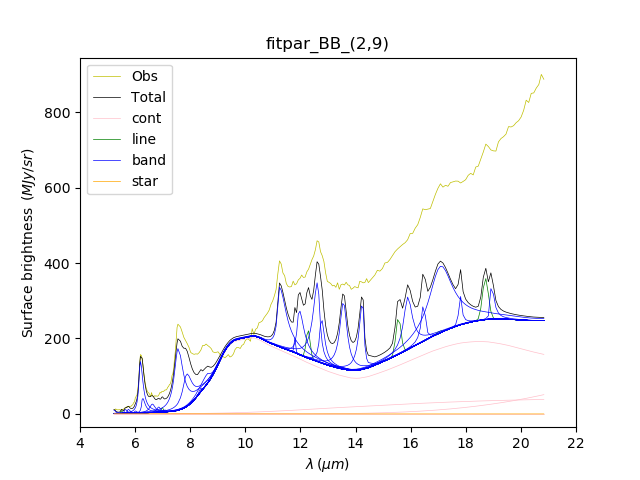 fitpar_BB_(2,9)
Obs
Total
cont
line
band
star
Surface brightness (MJy/sr)
800
600
400
200
0
4 6 8 10 12 14 16 18 20 22
λ (μm)